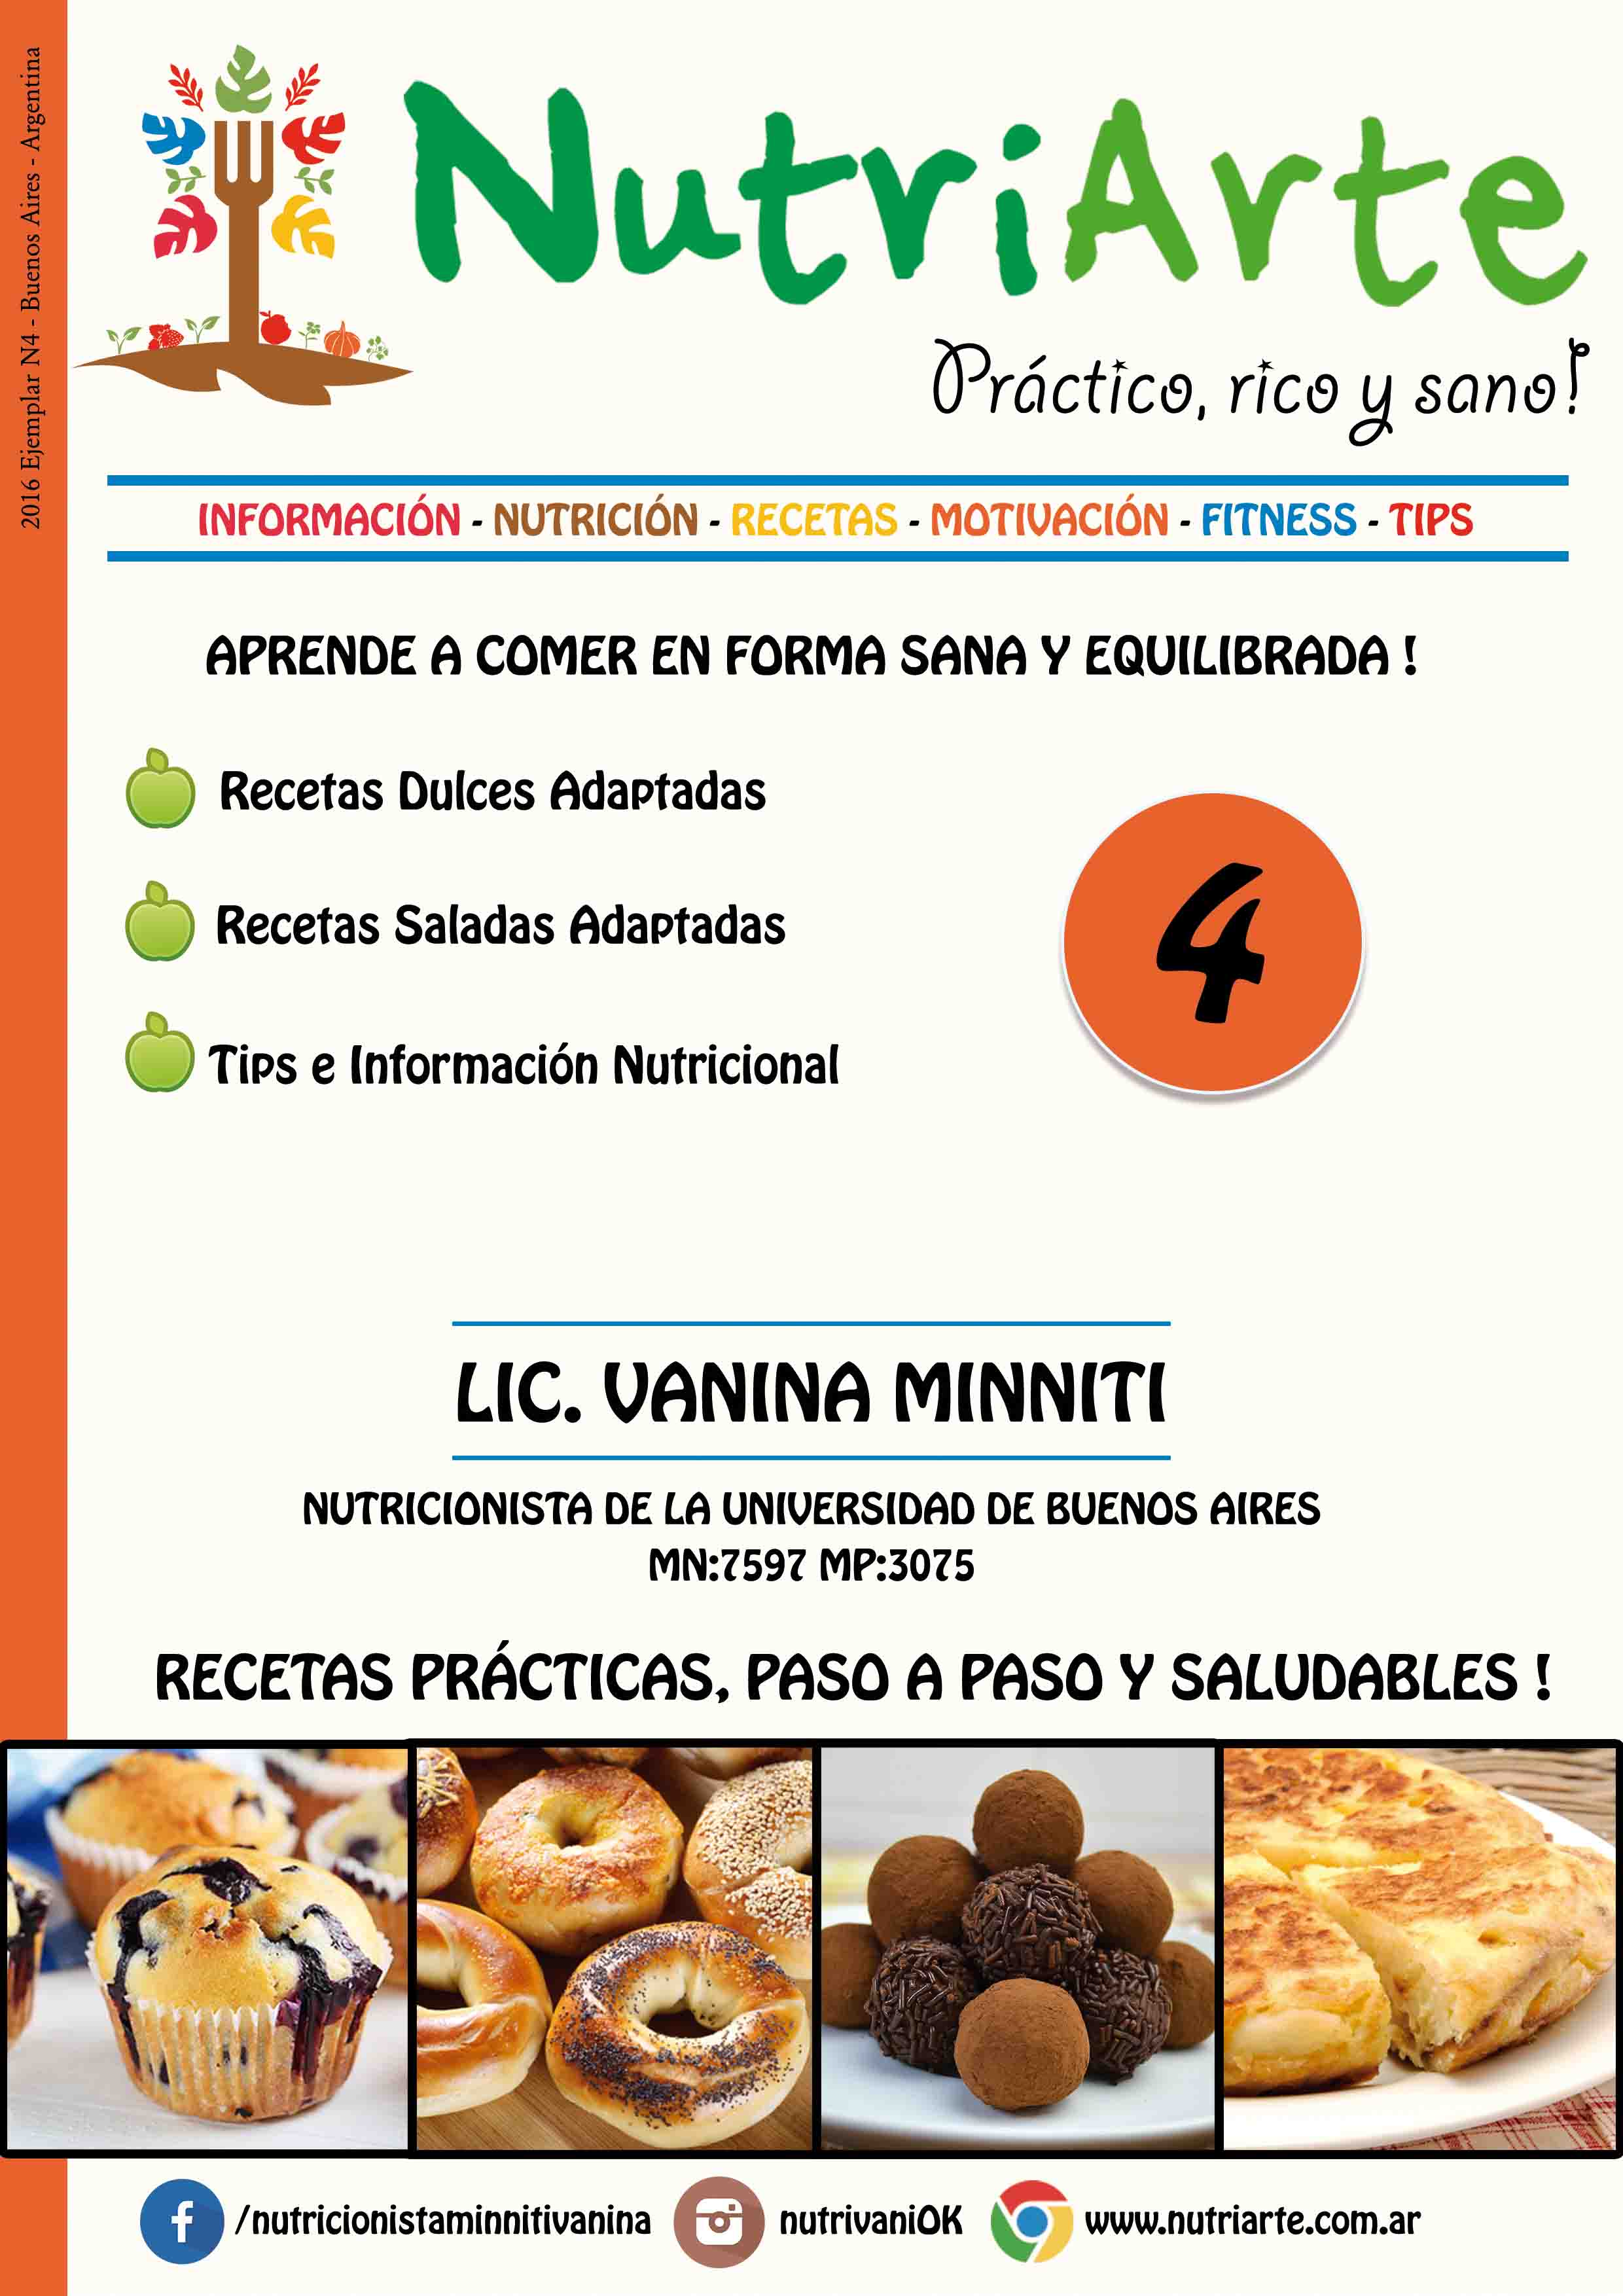 2016 Ejemplar N4 - Buenos Aires - Argentina
NutriArte
Práctico, rico y sano!
INFORMACIÓN - NUTRICIÓN - RECETAS - MOTIVACIÓN - FITNESS - TIPS
APRENDE A COMER EN FORMA SANA Y EQUILIBRADA !
Recetas Dulces Adaptadas
Recetas Saladas Adaptadas
Tips e Información Nutricional
4
LIC. VANINA MINNITI
NUTRICIONISTA DE LA UNIVERSIDAD DE BUENOS AIRES
MN:7597 MP:3075
RECETAS PRÁCTICAS, PASO A PASO Y SALUDABLES !
/nutricionistaminnitivanina nutrivaniOK www.nutriarte.com.ar